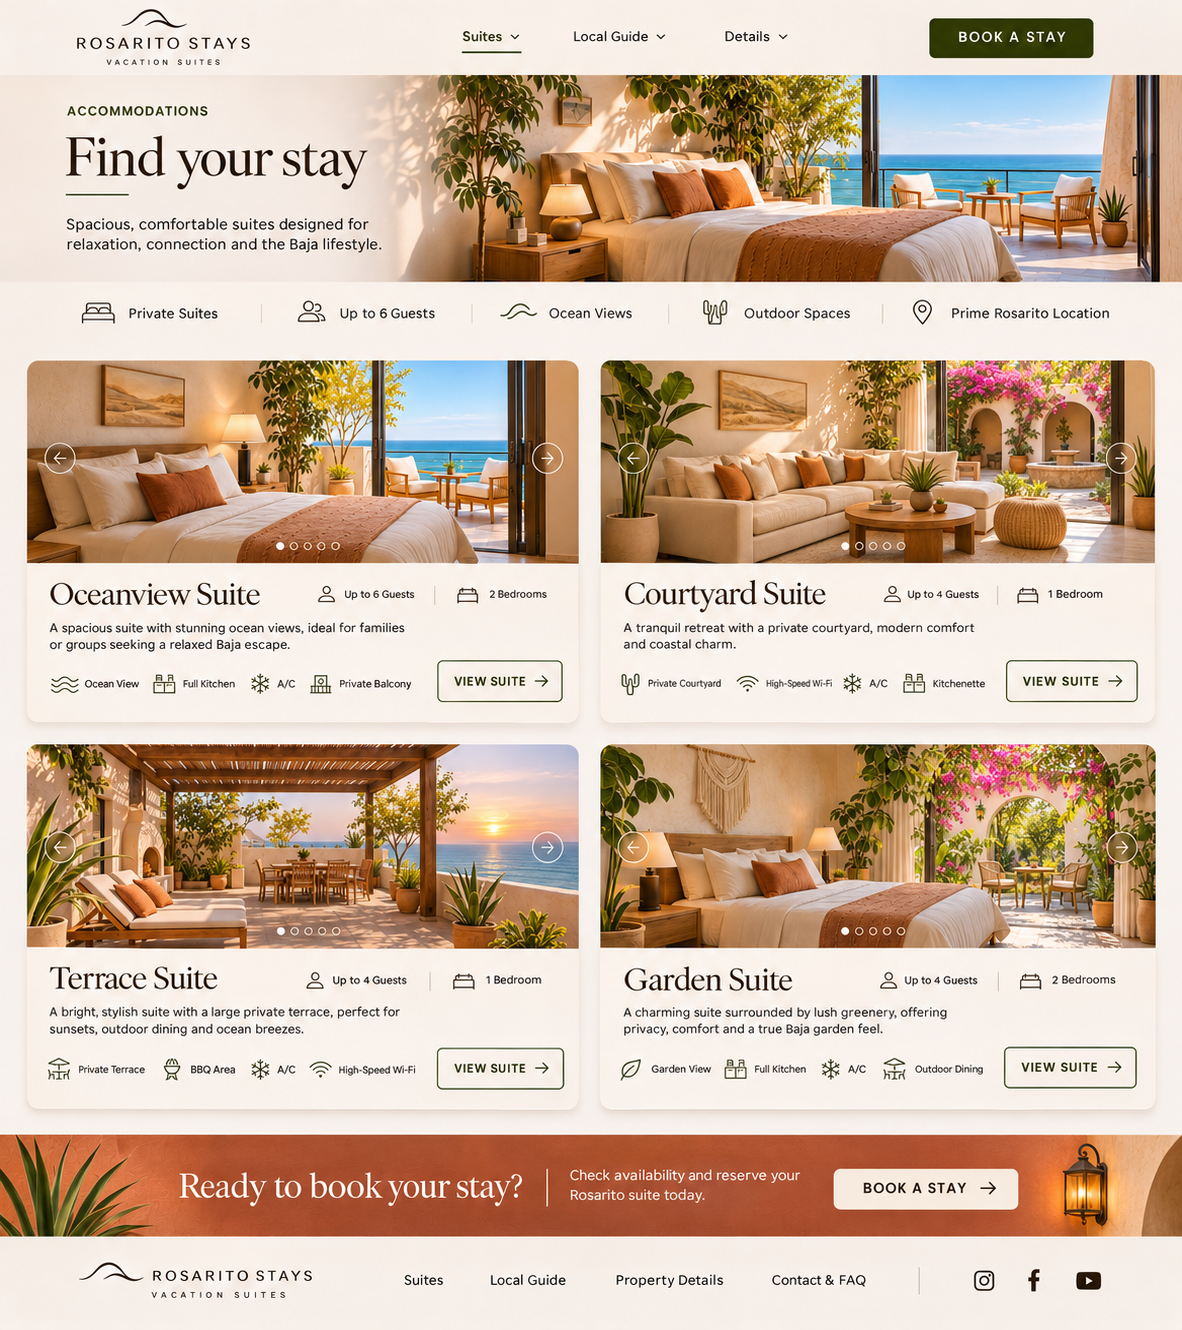 ROSARITO STAYS
VACATION SUITES
Suites
Local Guide
Details
BOOK A STAY
ACCOMMODATIONS
Find your stay
Spacious, comfortable suites designed for
relaxation, connection and the Baja lifestyle.
Private Suites
Up to 6 Guests
Ocean Views
Outdoor Spaces
Prime Rosarito Location
Oceanview Suite
Up to 6 Guests
2 Bedrooms
A spacious suite with stunning ocean views, ideal for families
or groups seeking a relaxed Baja escape.
Ocean View
Full Kitchen
A/C
Private Balcony
VIEW SUITE
Courtyard Suite
Up to 4 Guests
1 Bedroom
A tranquil retreat with a private courtyard, modern comfort
and coastal charm.
Private Courtyard
High-Speed Wi-Fi
A/C
Kitchenette
VIEW SUITE
Terrace Suite
Up to 4 Guests
1 Bedroom
A bright, stylish suite with a large private terrace, perfect for
sunsets, outdoor dining and ocean breezes.
Private Terrace
BBQ Area
A/C
High-Speed Wi-Fi
VIEW SUITE
Garden Suite
Up to 4 Guests
2 Bedrooms
A charming suite surrounded by lush greenery, offering
privacy, comfort and a true Baja garden feel.
Garden View
Full Kitchen
A/C
Outdoor Dining
VIEW SUITE
Ready to book your stay?
Check availability and reserve your
Rosarito suite today.
BOOK A STAY
ROSARITO STAYS
VACATION SUITES
Suites
Local Guide
Property Details
Contact & FAQ